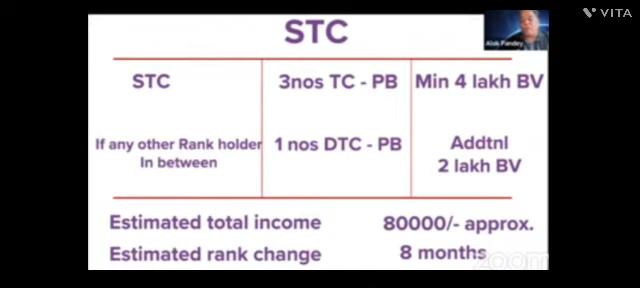 VITA
STC
Alok Pandey
STC 3nos TC - PB Min 4 lakh BV
If any other Rank holder 1 nos DTC - PB Addtnl
In between 2 lakh BV
Estimated total income 80000/- approx.
Estimated rank change 8 months
zoom